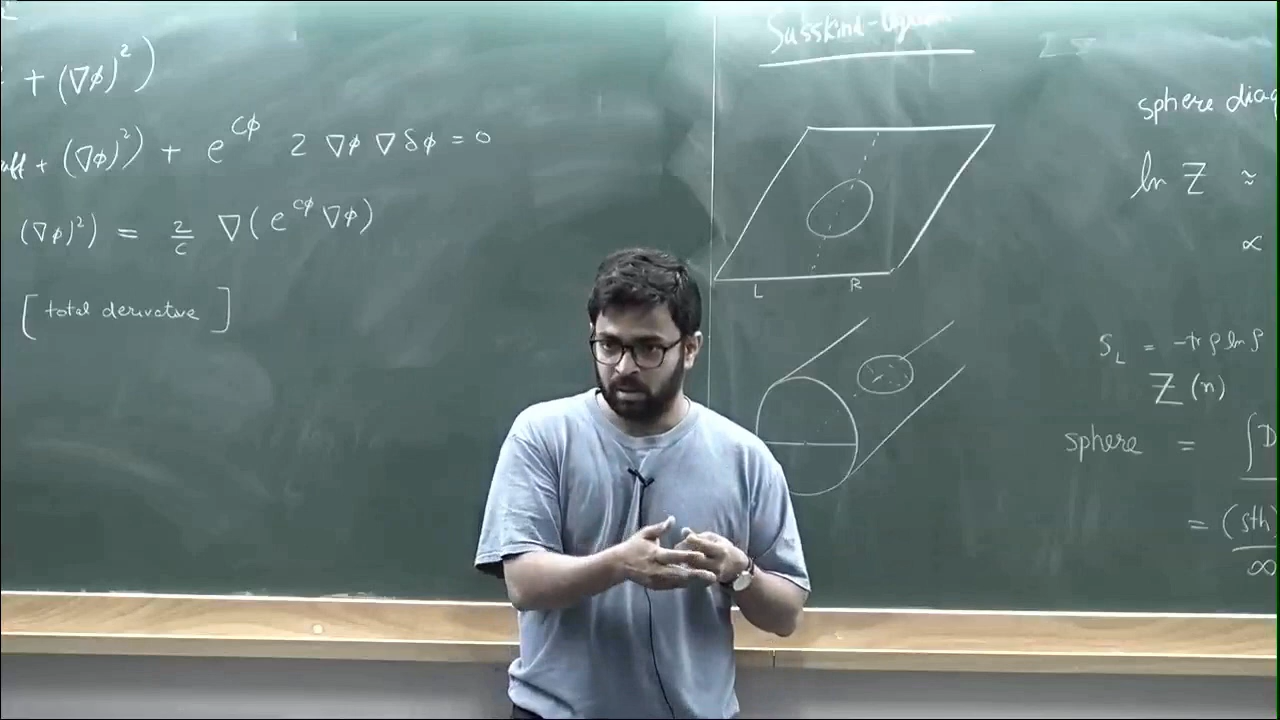 + (∇ϕ)²)
uff + (∇ϕ)²) + e^{Cϕ} 2 ∇ϕ ∇δϕ = 0
(∇ϕ)²) = 2/c ∇(e^{cϕ} ∇ϕ)
[total derivative]
Susskind-
L R
sphere diag
ln Z ≈
∝
S_L = -tr ρ ln ρ
Z(n)
sphere = ∫D
= (sth)
∞